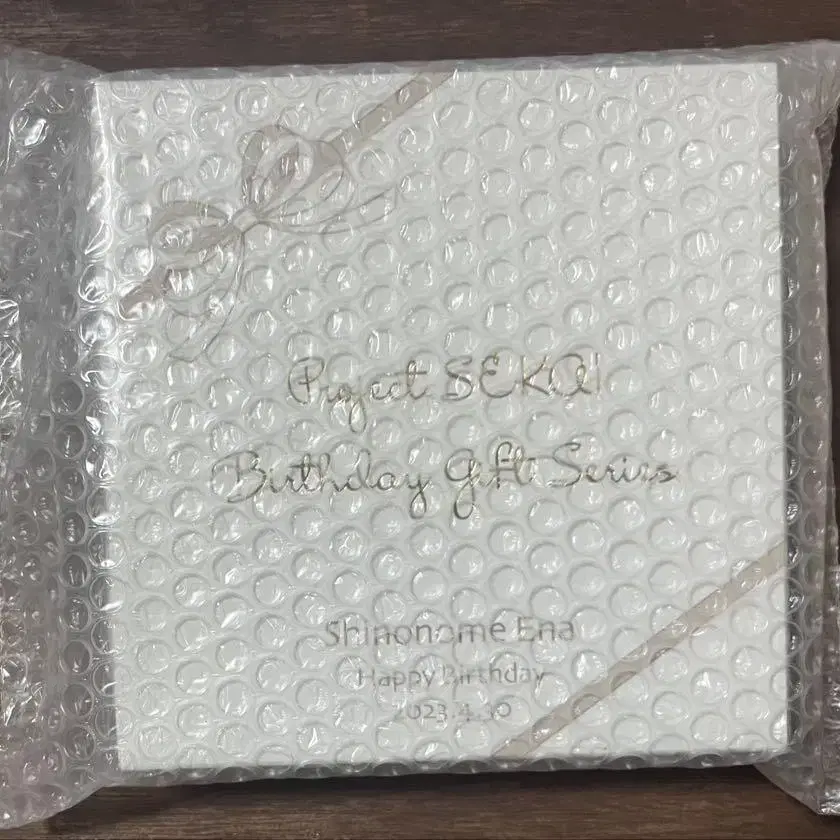 Project SEKAI
Birthday Gift Series
Shinonome Ena
Happy Birthday
2023.4.30